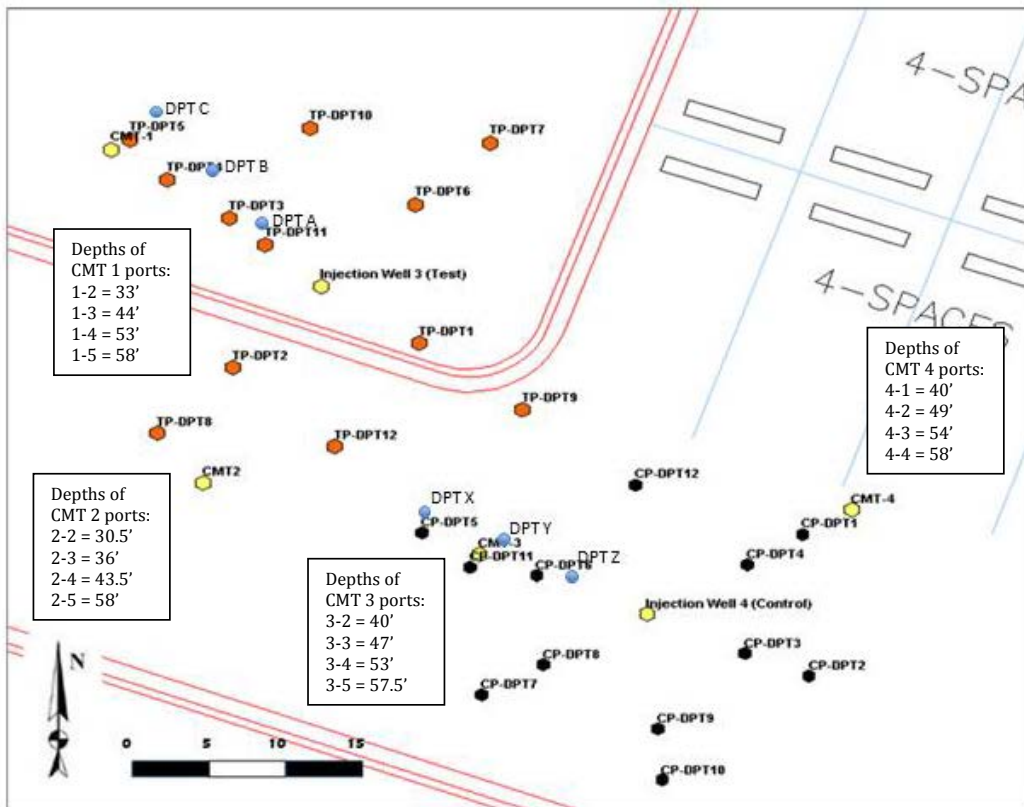 4-SPA
DPT C
TP-DPT5
CMT-1
TP-DPT10
TP-DPT7
DPT B
TP-DPT6
TP-DPT3
DPT A
TP-DPT11
Injection Well 3 (Test)
4-SPACES
Depths of
CMT 1 ports:
1-2 = 33’
1-3 = 44’
1-4 = 53’
1-5 = 58’
TP-DPT1
TP-DPT2
Depths of
CMT 4 ports:
4-1 = 40’
4-2 = 49’
4-3 = 54’
4-4 = 58’
TP-DPT9
TP-DPT8
TP-DPT12
CMT2
CP-DPT12
Depths of
CMT 2 ports:
2-2 = 30.5’
2-3 = 36’
2-4 = 43.5’
2-5 = 58’
DPT X
CP-DPT5
DPT Y
CMT-3
CP-DPT11
DPT Z
CMT-4
CP-DPT1
CP-DPT4
Depths of
CMT 3 ports:
3-2 = 40’
3-3 = 47’
3-4 = 53’
3-5 = 57.5’
Injection Well 4 (Control)
CP-DPT3
CP-DPT2
CP-DPT8
CP-DPT7
CP-DPT9
CP-DPT10
N
0 5 10 15